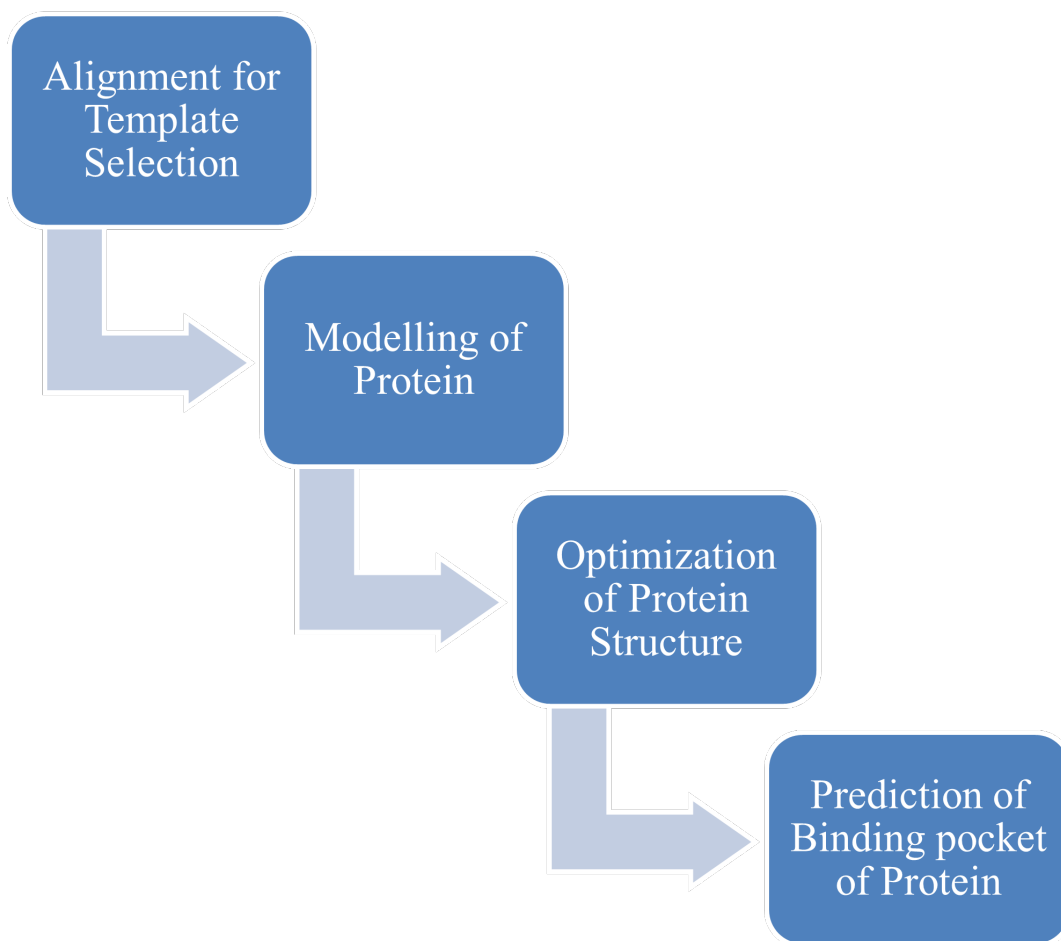 Alignment for
Template
Selection
Modelling of
Protein
Optimization
of Protein
Structure
Prediction of
Binding pocket
of Protein